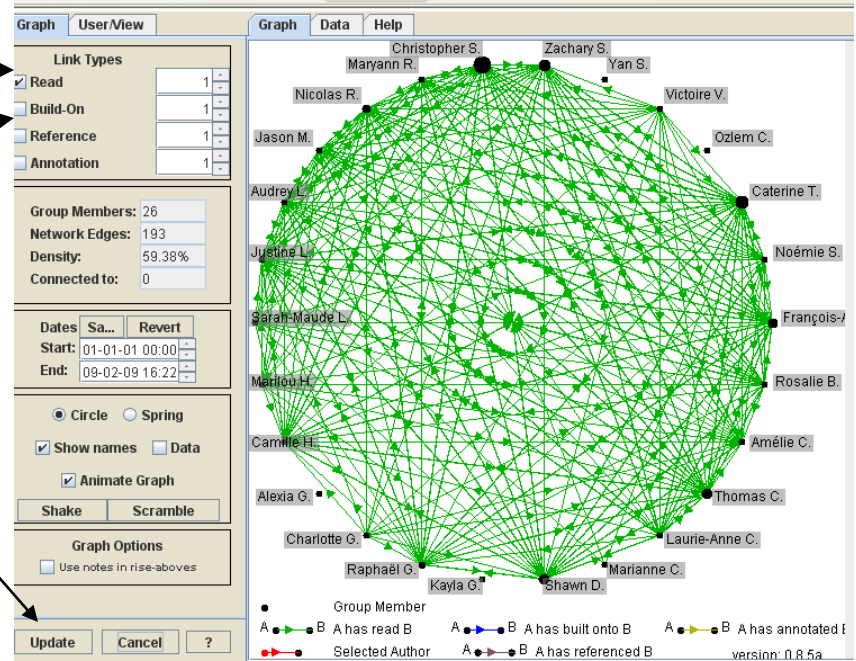 Graph User/View
Link Types
Read 1
Build-On 1
Reference 1
Annotation 1
Group Members: 26
Network Edges: 193
Density: 59.38%
Connected to: 0
Dates Sa... Revert
Start: 01-01-01 00:00
End: 09-02-09 16:22
Circle Spring
Show names Data
Animate Graph
Shake Scramble
Graph Options
Use notes in rise-aboves
Update Cancel ?
Graph Data Help
Christopher S. Zachary S.
Maryann R. Yan S.
Nicolas R. Victoire V.
Jason M. Ozlem C.
Audrey L. Caterine T.
Justine L. Noémie S.
Sarah-Maude L. François-A
Marilou H. Rosalie B.
Camille H. Amélie C.
Alexia G. Thomas C.
Charlotte G. Laurie-Anne C.
Raphaël G. Marianne C.
Kayla G. Shawn D.
Group Member
A B A has read B A B A has built onto B A B A has annotated B
Selected Author A B A has referenced B version: 0.8.5a